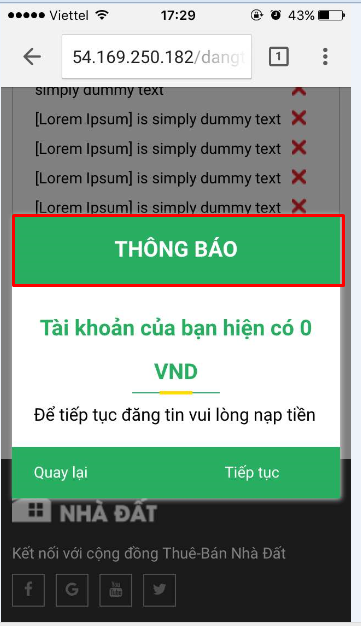 Viettel 17:29 43%
54.169.250.182/dangt
1
simply dummy text
[Lorem Ipsum] is simply dummy text
[Lorem Ipsum] is simply dummy text
[Lorem Ipsum] is simply dummy text
[Lorem Ipsum] is simply dummy text
THÔNG BÁO
Tài khoản của bạn hiện có 0
VND
Để tiếp tục đăng tin vui lòng nạp tiền
Quay lại Tiếp tục
NHÀ ĐẤT
Kết nối với cộng đồng Thuê-Bán Nhà Đất